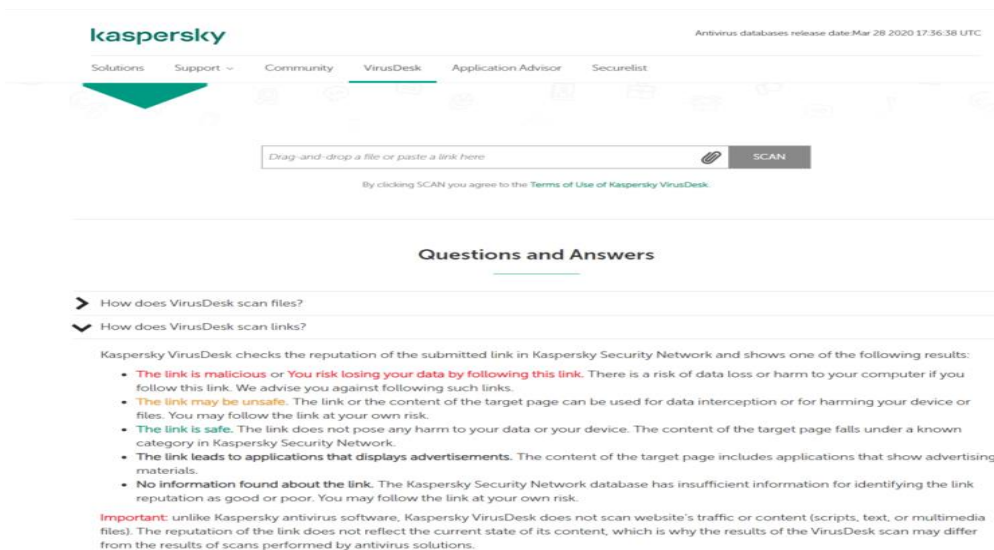 kaspersky
Antivirus databases release date:Mar 28 2020 17:36:38 UTC
Solutions Support Community VirusDesk Application Advisor Securelist
Drag-and-drop a file or paste a link here SCAN
By clicking SCAN you agree to the Terms of Use of Kaspersky VirusDesk.
Questions and Answers
How does VirusDesk scan files?
How does VirusDesk scan links?
Kaspersky VirusDesk checks the reputation of the submitted link in Kaspersky Security Network and shows one of the following results:
• The link is malicious or You risk losing your data by following this link. There is a risk of data loss or harm to your computer if you
follow this link. We advise you against following such links.
• The link may be unsafe. The link or the content of the target page can be used for data interception or for harming your device or
files. You may follow the link at your own risk.
• The link is safe. The link does not pose any harm to your data or your device. The content of the target page falls under a known
category in Kaspersky Security Network.
• The link leads to applications that displays advertisements. The content of the target page includes applications that show advertising
materials.
• No information found about the link. The Kaspersky Security Network database has insufficient information for identifying the link
reputation as good or poor. You may follow the link at your own risk.
Important: unlike Kaspersky antivirus software, Kaspersky VirusDesk does not scan website's traffic or content (scripts, text, or multimedia
files). The reputation of the link does not reflect the current state of its content, which is why the results of the VirusDesk scan may differ
from the results of scans performed by antivirus solutions.